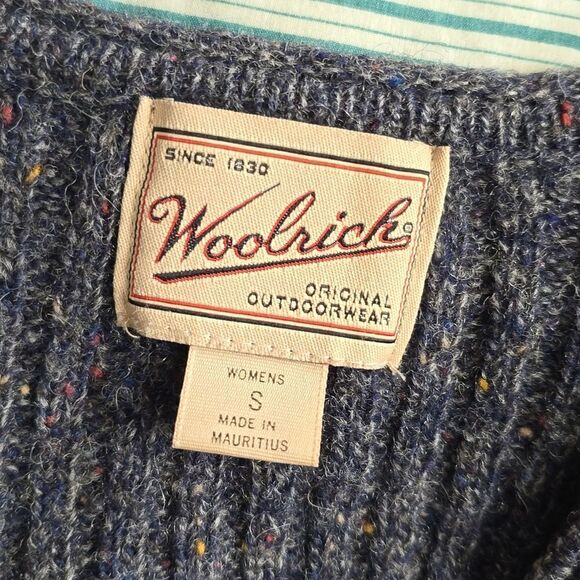 SINCE 1830
Woolrich®
ORIGINAL
OUTDOORWEAR
WOMENS
S
MADE IN
MAURITIUS